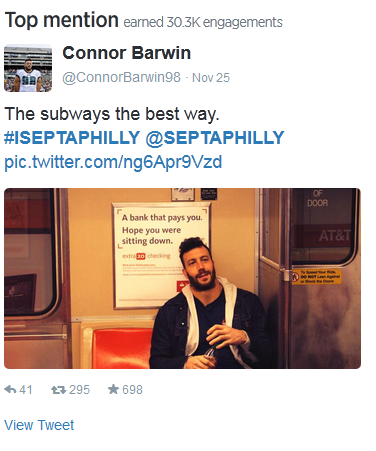 Top mention earned 30.3K engagements
Connor Barwin
@ConnorBarwin98 · Nov 25
The subways the best way.
#ISEPTAPHILLY @SEPTAPHILLY
pic.twitter.com/ng6Apr9Vzd
OF
DOOR
A bank that pays you.
Hope you were
sitting down.
extra20 checking
AT&T
To Speed Your Ride,
DO NOT Lean Against
or Block the Doors
41 295 698
View Tweet